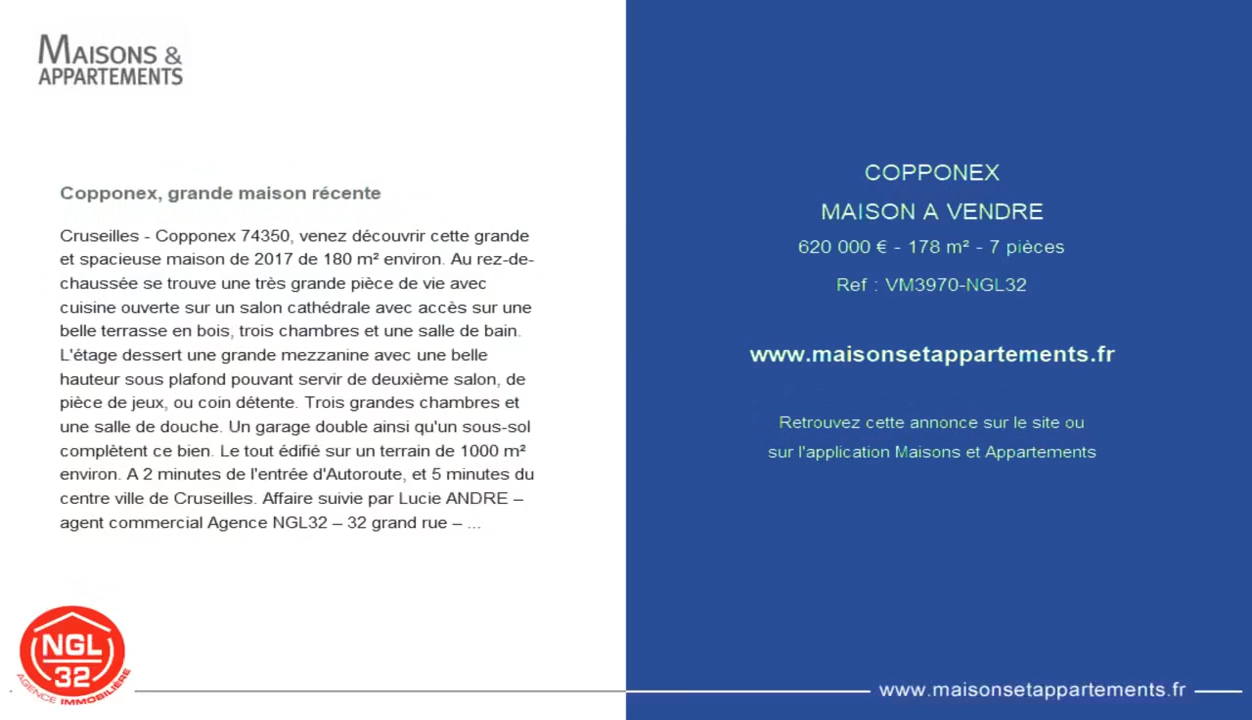 MAISONS &
APPARTEMENTS
Copponex, grande maison récente
Cruseilles - Copponex 74350, venez découvrir cette grande
et spacieuse maison de 2017 de 180 m² environ. Au rez-de-
chaussée se trouve une très grande pièce de vie avec
cuisine ouverte sur un salon cathédrale avec accès sur une
belle terrasse en bois, trois chambres et une salle de bain.
L'étage dessert une grande mezzanine avec une belle
hauteur sous plafond pouvant servir de deuxième salon, de
pièce de jeux, ou coin détente. Trois grandes chambres et
une salle de douche. Un garage double ainsi qu'un sous-sol
complètent ce bien. Le tout édifié sur un terrain de 1000 m²
environ. A 2 minutes de l'entrée d'Autoroute, et 5 minutes du
centre ville de Cruseilles. Affaire suivie par Lucie ANDRE –
agent commercial Agence NGL32 – 32 grand rue – ...
NGL
32
AGENCE IMMOBILIÈRE
COPPONEX
MAISON A VENDRE
620 000 € - 178 m² - 7 pièces
Ref : VM3970-NGL32
www.maisonsetappartements.fr
Retrouvez cette annonce sur le site ou
sur l'application Maisons et Appartements
www.maisonsetappartements.fr